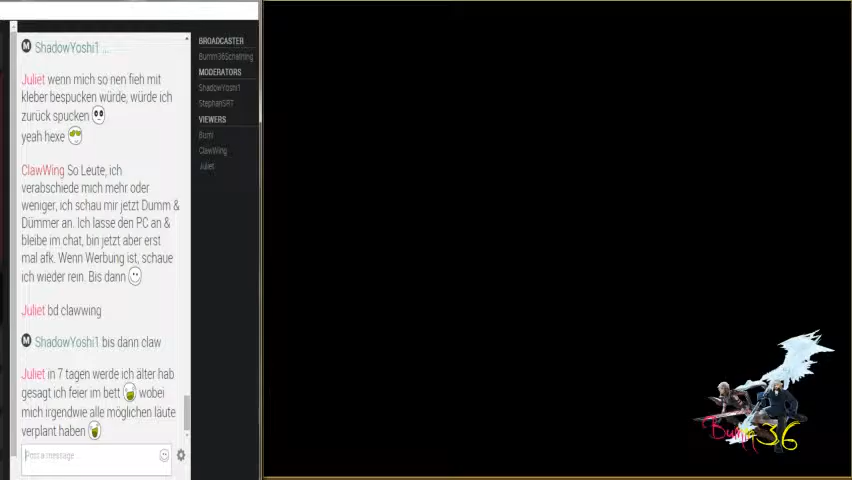 M ShadowYoshi1 ...
Juliet wenn mich so nen fieh mit
kleber bespucken würde, würde ich
zurück spucken
yeah hexe
ClawWing So Leute, ich
verabschiede mich mehr oder
weniger, ich schau mir jetzt Dumm &
Dümmer an. Ich lasse den PC an &
bleibe im chat, bin jetzt aber erst
mal afk. Wenn Werbung ist, schaue
ich wieder rein. Bis dann
Juliet bd clawwing
M ShadowYoshi1 bis dann claw
Juliet in 7 tagen werde ich älter hab
gesagt ich feier im bett wobei
mich irgendwie alle möglichen läute
verplant haben
Post a message
BROADCASTER
Bumm36Schalning
MODERATORS
ShadowYoshi1
StephanSRT
VIEWERS
Bumi
ClawWing
Juliet
Bumm36